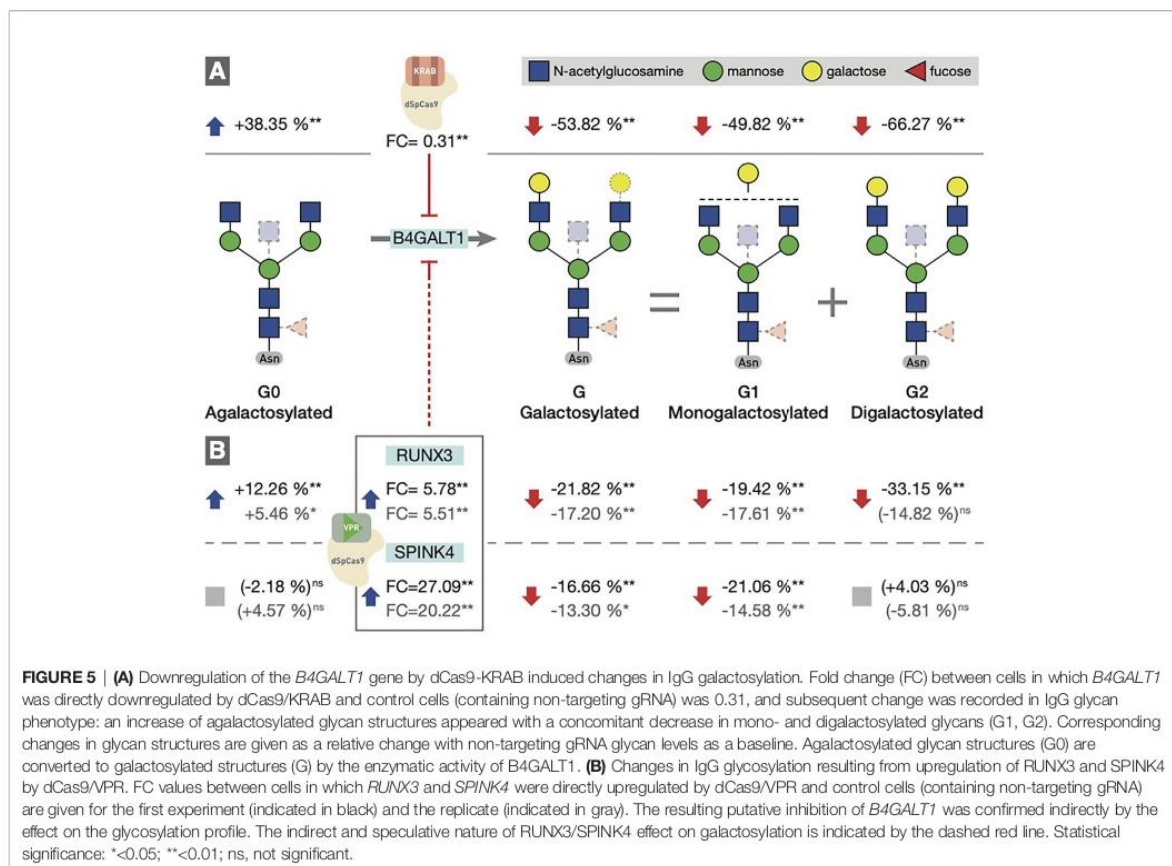 A
KRAB
dSpCas9
FC= 0.31**
N-acetylglucosamine mannose galactose fucose
+38.35 %** -53.82 %** -49.82 %** -66.27 %**
B4GALT1
Asn Asn Asn Asn
G0 G G1 G2
Agalactosylated Galactosylated Monogalactosylated Digalactosylated
B
RUNX3
+12.26 %** FC= 5.78** -21.82 %** -19.42 %** -33.15 %**
+5.46 %* FC= 5.51** -17.20 %** -17.61 %** (-14.82 %)ns
VPR
dSpCas9
SPINK4
(-2.18 %)ns FC=27.09** -16.66 %** -21.06 %** (+4.03 %)ns
(+4.57 %)ns FC=20.22** -13.30 %* -14.58 %** (-5.81 %)ns
FIGURE 5 | (A) Downregulation of the B4GALT1 gene by dCas9-KRAB induced changes in IgG galactosylation. Fold change (FC) between cells in which B4GALT1
was directly downregulated by dCas9/KRAB and control cells (containing non-targeting gRNA) was 0.31, and subsequent change was recorded in IgG glycan
phenotype: an increase of agalactosylated glycan structures appeared with a concomitant decrease in mono- and digalactosylated glycans (G1, G2). Corresponding
changes in glycan structures are given as a relative change with non-targeting gRNA glycan levels as a baseline. Agalactosylated glycan structures (G0) are
converted to galactosylated structures (G) by the enzymatic activity of B4GALT1. (B) Changes in IgG glycosylation resulting from upregulation of RUNX3 and SPINK4
by dCas9/VPR. FC values between cells in which RUNX3 and SPINK4 were directly upregulated by dCas9/VPR and control cells (containing non-targeting gRNA)
are given for the first experiment (indicated in black) and the replicate (indicated in gray). The resulting putative inhibition of B4GALT1 was confirmed indirectly by the
effect on the glycosylation profile. The indirect and speculative nature of RUNX3/SPINK4 effect on galactosylation is indicated by the dashed red line. Statistical
significance: *<0.05; **<0.01; ns, not significant.